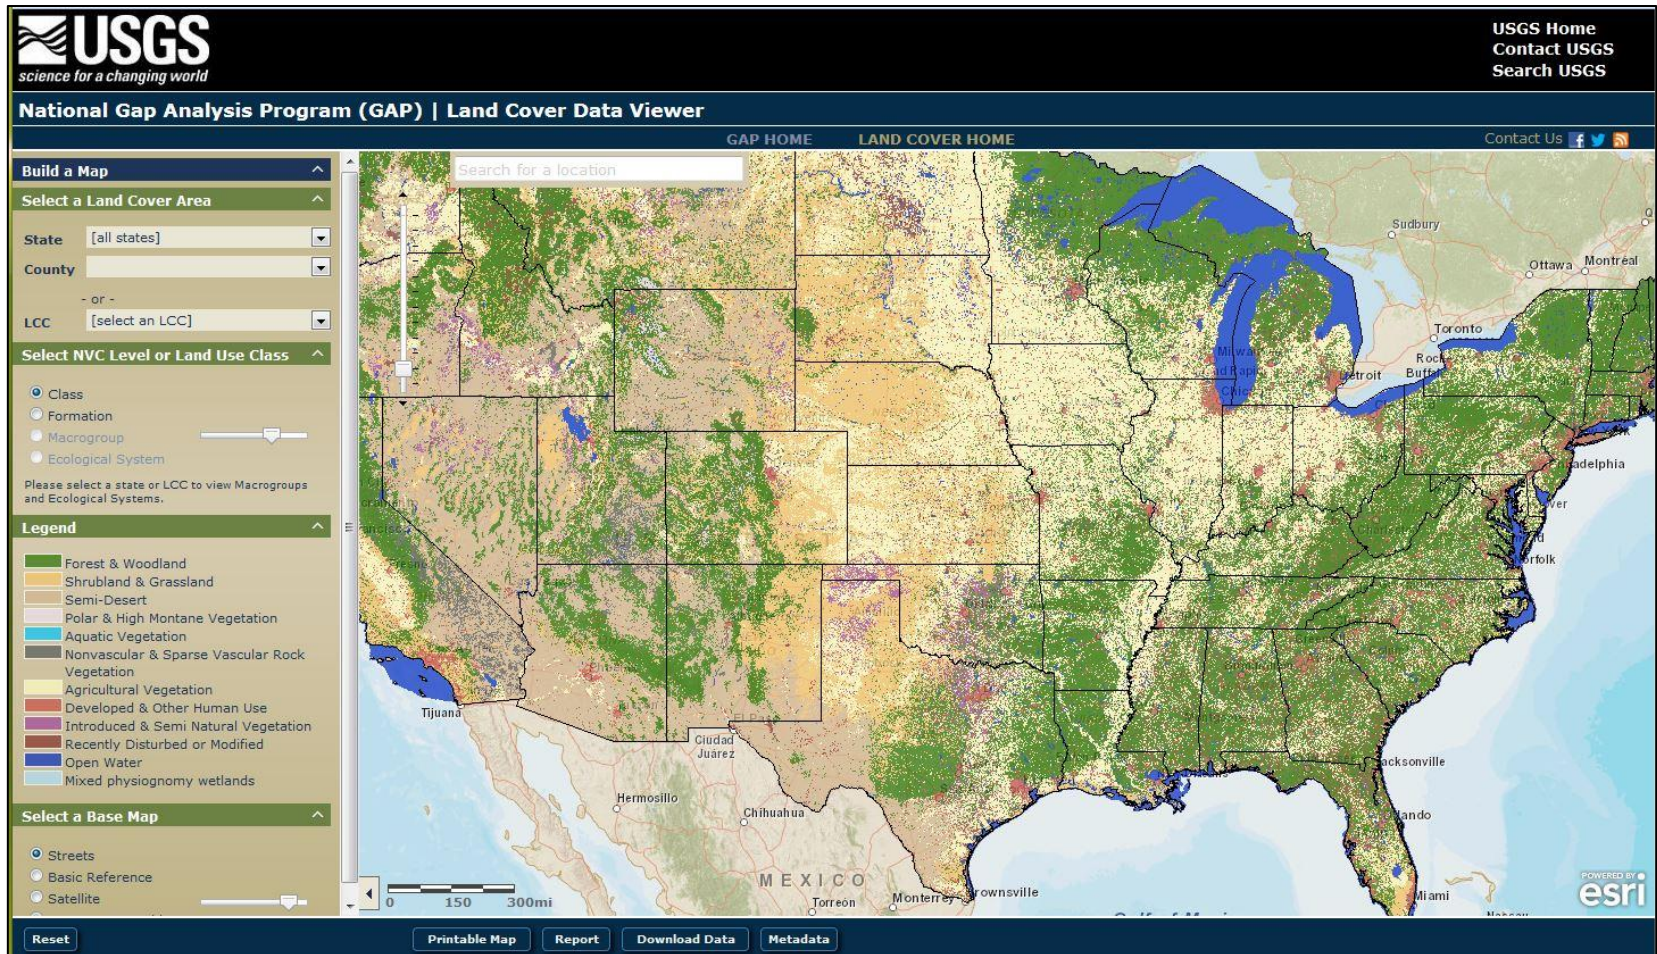 USGS
science for a changing world
USGS Home
Contact USGS
Search USGS
National Gap Analysis Program (GAP) | Land Cover Data Viewer
GAP HOME
LAND COVER HOME
Contact Us
Build a Map
Select a Land Cover Area
State [all states]
County
- or -
LCC [select an LCC]
Select NVC Level or Land Use Class
Class
Formation
Macrogroup
Ecological System
Please select a state or LCC to view Macrogroups
and Ecological Systems.
Legend
Forest & Woodland
Shrubland & Grassland
Semi-Desert
Polar & High Montane Vegetation
Aquatic Vegetation
Nonvascular & Sparse Vascular Rock
Vegetation
Agricultural Vegetation
Developed & Other Human Use
Introduced & Semi Natural Vegetation
Recently Disturbed or Modified
Open Water
Mixed physiognomy wetlands
Select a Base Map
Streets
Basic Reference
Satellite
Search for a location
Sudbury
Ottawa
Montréal
Toronto
Detroit
Tijuana
Ciudad
Juárez
Hermosillo
Chihuahua
MEXICO
Torreón
Monterrey
Brownsville
Miami
0 150 300mi
POWERED BY
esri
Reset
Printable Map
Report
Download Data
Metadata